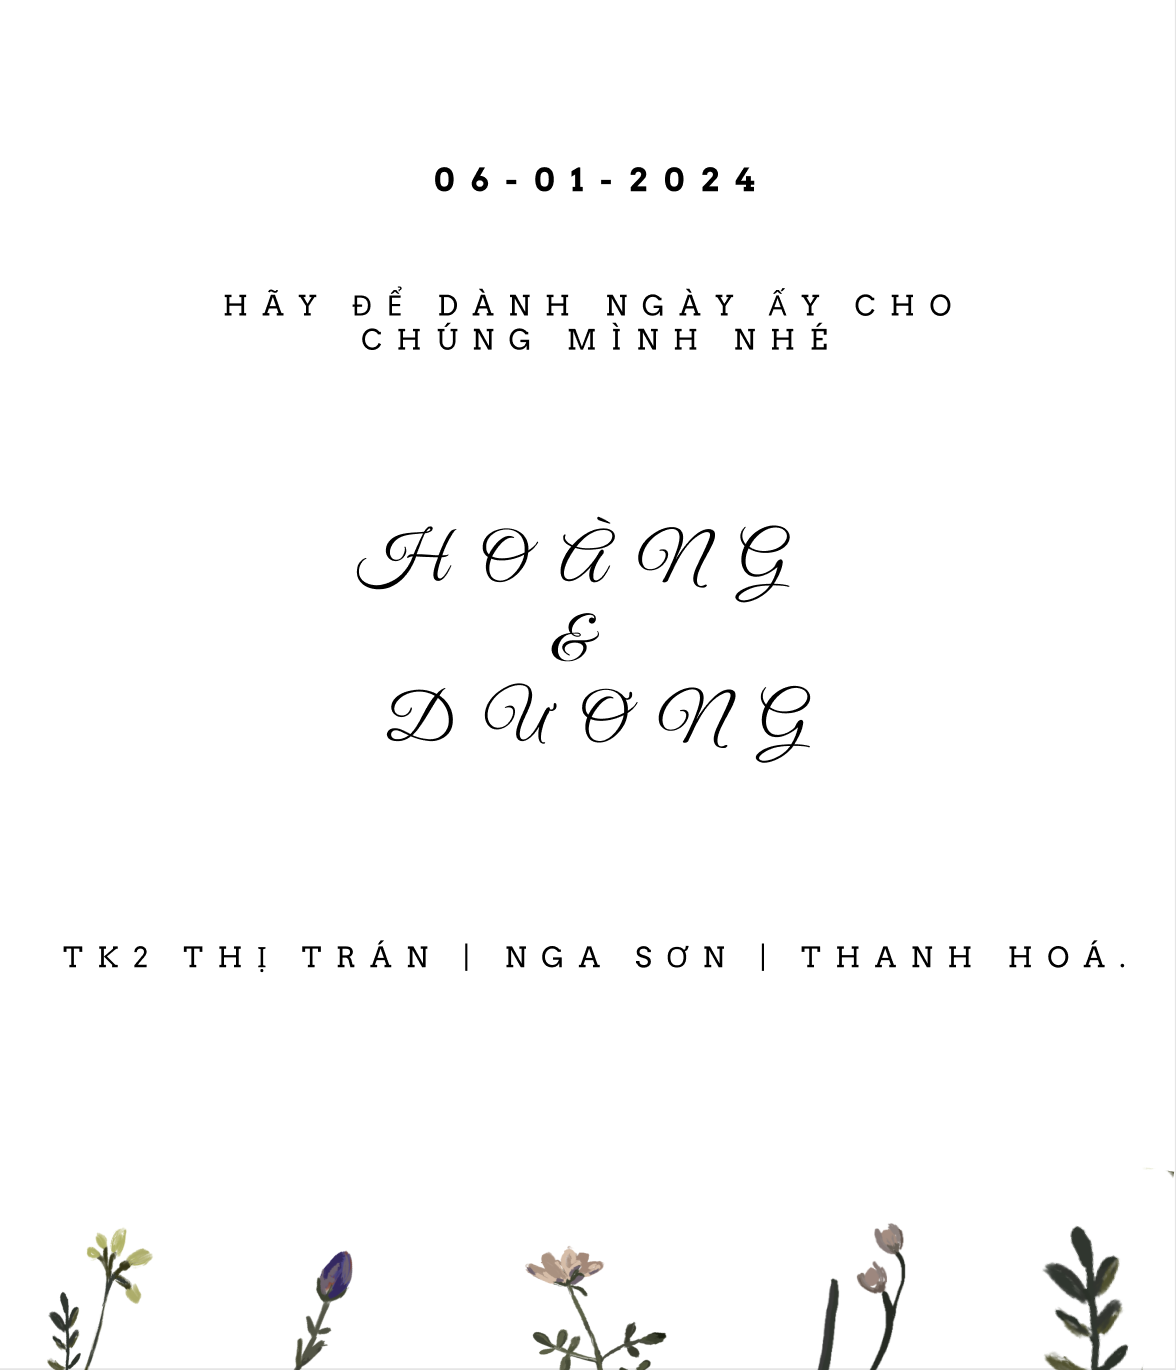 06-01-2024
HÃY ĐỂ DÀNH NGÀY ẤY CHO
CHÚNG MÌNH NHÉ
HOÀNG
&
DƯƠNG
TK2 THỊ TRÁN | NGA SƠN | THANH HOÁ.